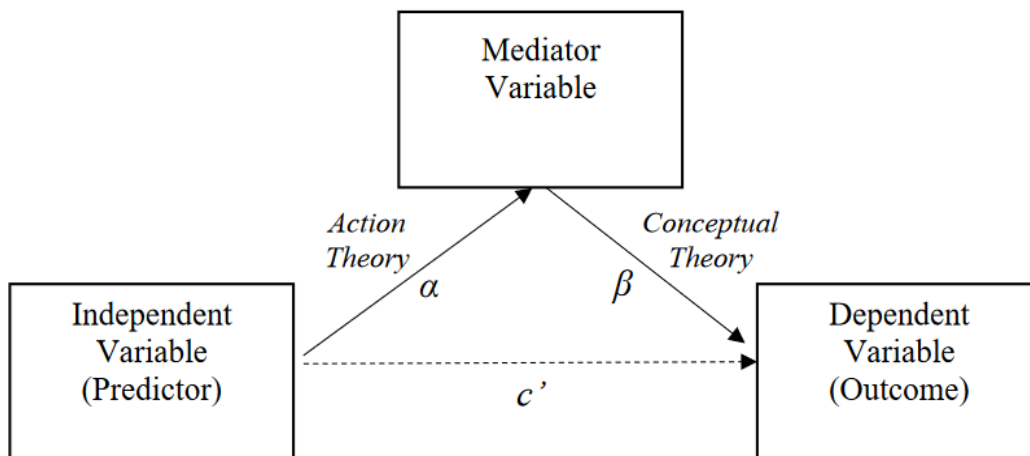 Mediator
Variable
Action
Theory
α
Conceptual
Theory
β
Independent
Variable
(Predictor)
c’
Dependent
Variable
(Outcome)